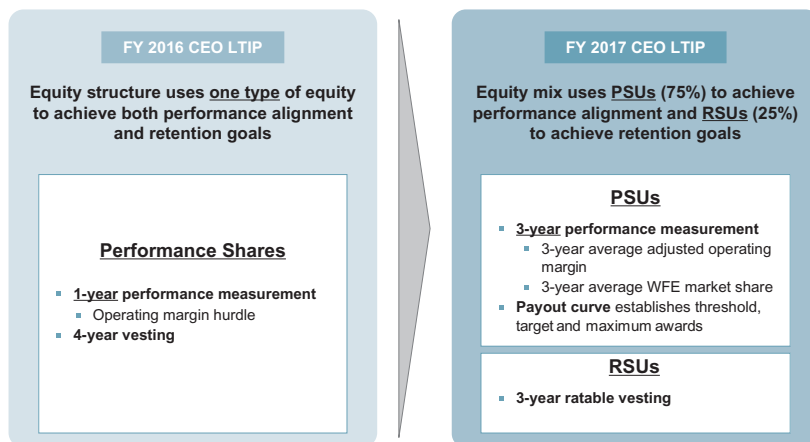 FY 2016 CEO LTIP
Equity structure uses one type of equity
to achieve both performance alignment
and retention goals
Performance Shares
▪ 1-year performance measurement
▪ Operating margin hurdle
▪ 4-year vesting
FY 2017 CEO LTIP
Equity mix uses PSUs (75%) to achieve
performance alignment and RSUs (25%)
to achieve retention goals
PSUs
▪ 3-year performance measurement
▪ 3-year average adjusted operating
margin
▪ 3-year average WFE market share
▪ Payout curve establishes threshold,
target and maximum awards
RSUs
▪ 3-year ratable vesting